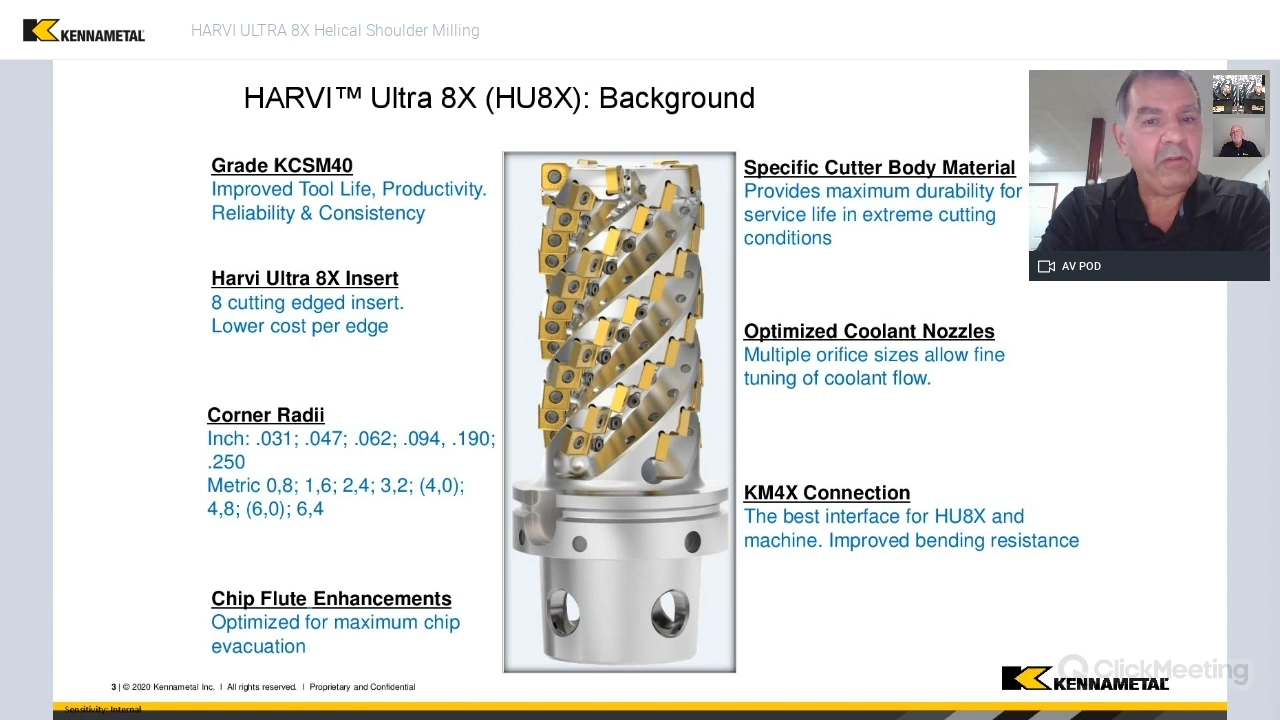 KENNAMETAL
HARVI ULTRA 8X Helical Shoulder Milling
HARVI™ Ultra 8X (HU8X): Background
Grade KCSM40
Improved Tool Life, Productivity.
Reliability & Consistency
Harvi Ultra 8X Insert
8 cutting edged insert.
Lower cost per edge
Corner Radii
Inch: .031; .047; .062; .094, .190;
.250
Metric 0,8; 1,6; 2,4; 3,2; (4,0);
4,8; (6,0); 6,4
Chip Flute Enhancements
Optimized for maximum chip
evacuation
Specific Cutter Body Material
Provides maximum durability for
service life in extreme cutting
conditions
Optimized Coolant Nozzles
Multiple orifice sizes allow fine
tuning of coolant flow.
KM4X Connection
The best interface for HU8X and
machine. Improved bending resistance
AV POD
3 | © 2020 Kennametal Inc. I All rights reserved. I Proprietary and Confidential
KENNAMETAL
ClickMeeting
Sensitivity: Internal